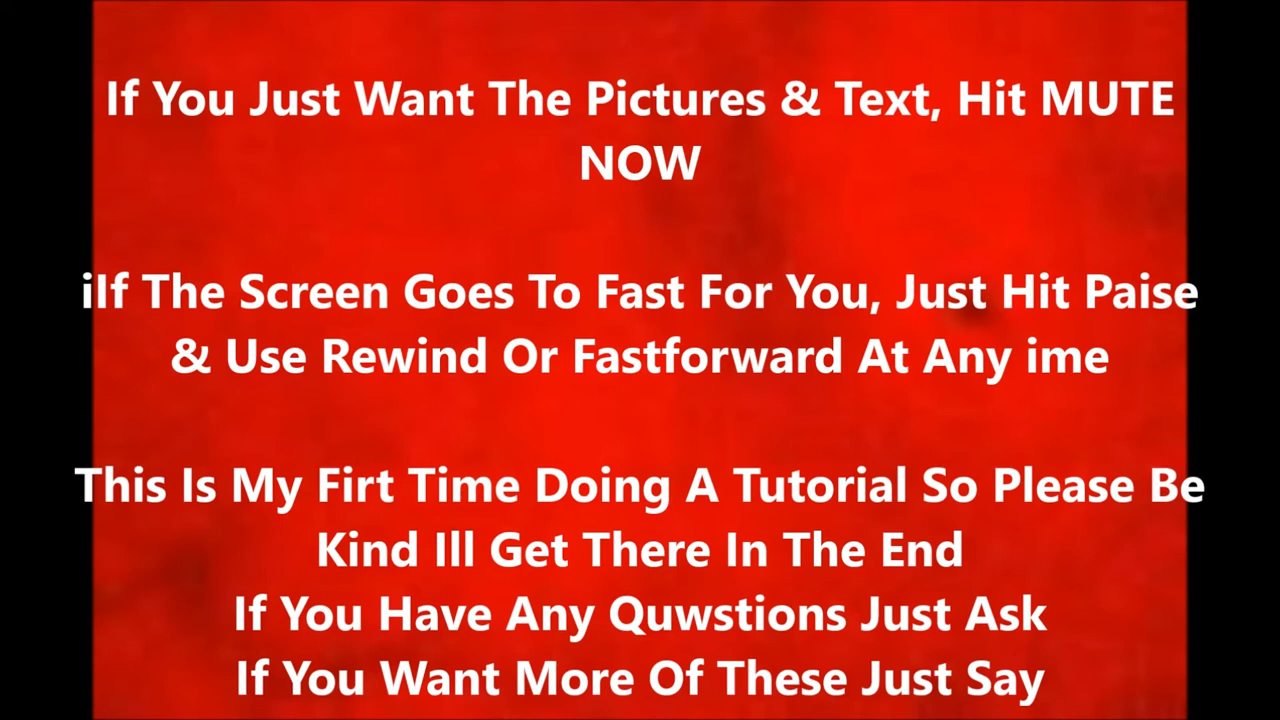 If You Just Want The Pictures & Text, Hit MUTE
NOW
iIf The Screen Goes To Fast For You, Just Hit Paise
& Use Rewind Or Fastforward At Any ime
This Is My Firt Time Doing A Tutorial So Please Be
Kind Ill Get There In The End
If You Have Any Quwstions Just Ask
If You Want More Of These Just Say